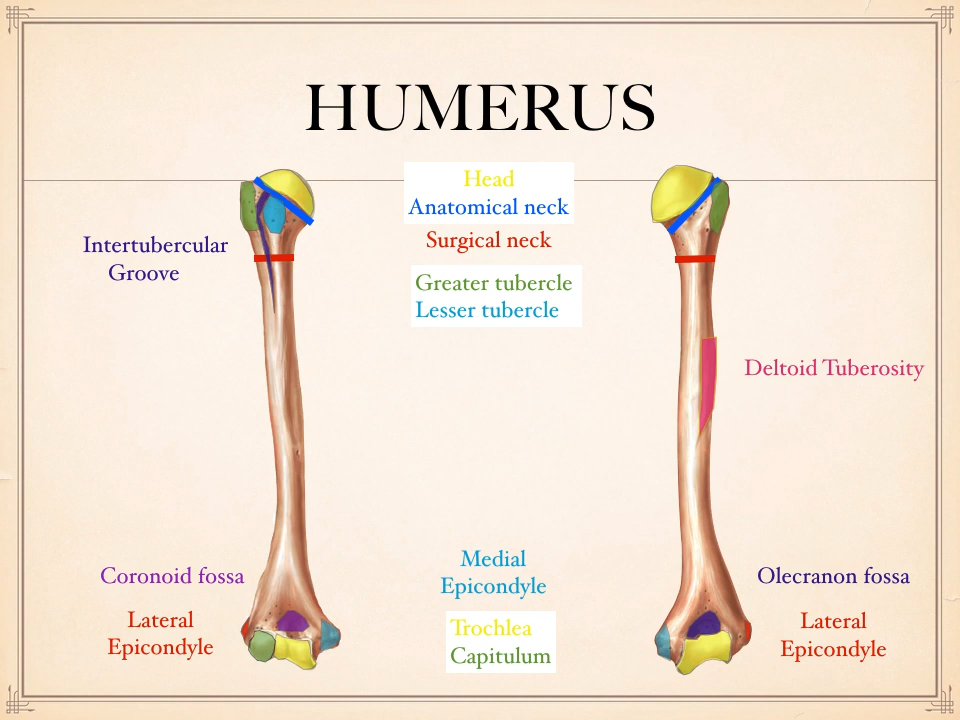 HUMERUS
Head
Anatomical neck
Surgical neck
Intertubercular
Groove
Greater tubercle
Lesser tubercle
Deltoid Tuberosity
Medial
Epicondyle
Coronoid fossa
Olecranon fossa
Lateral
Epicondyle
Trochlea
Capitulum
Lateral
Epicondyle